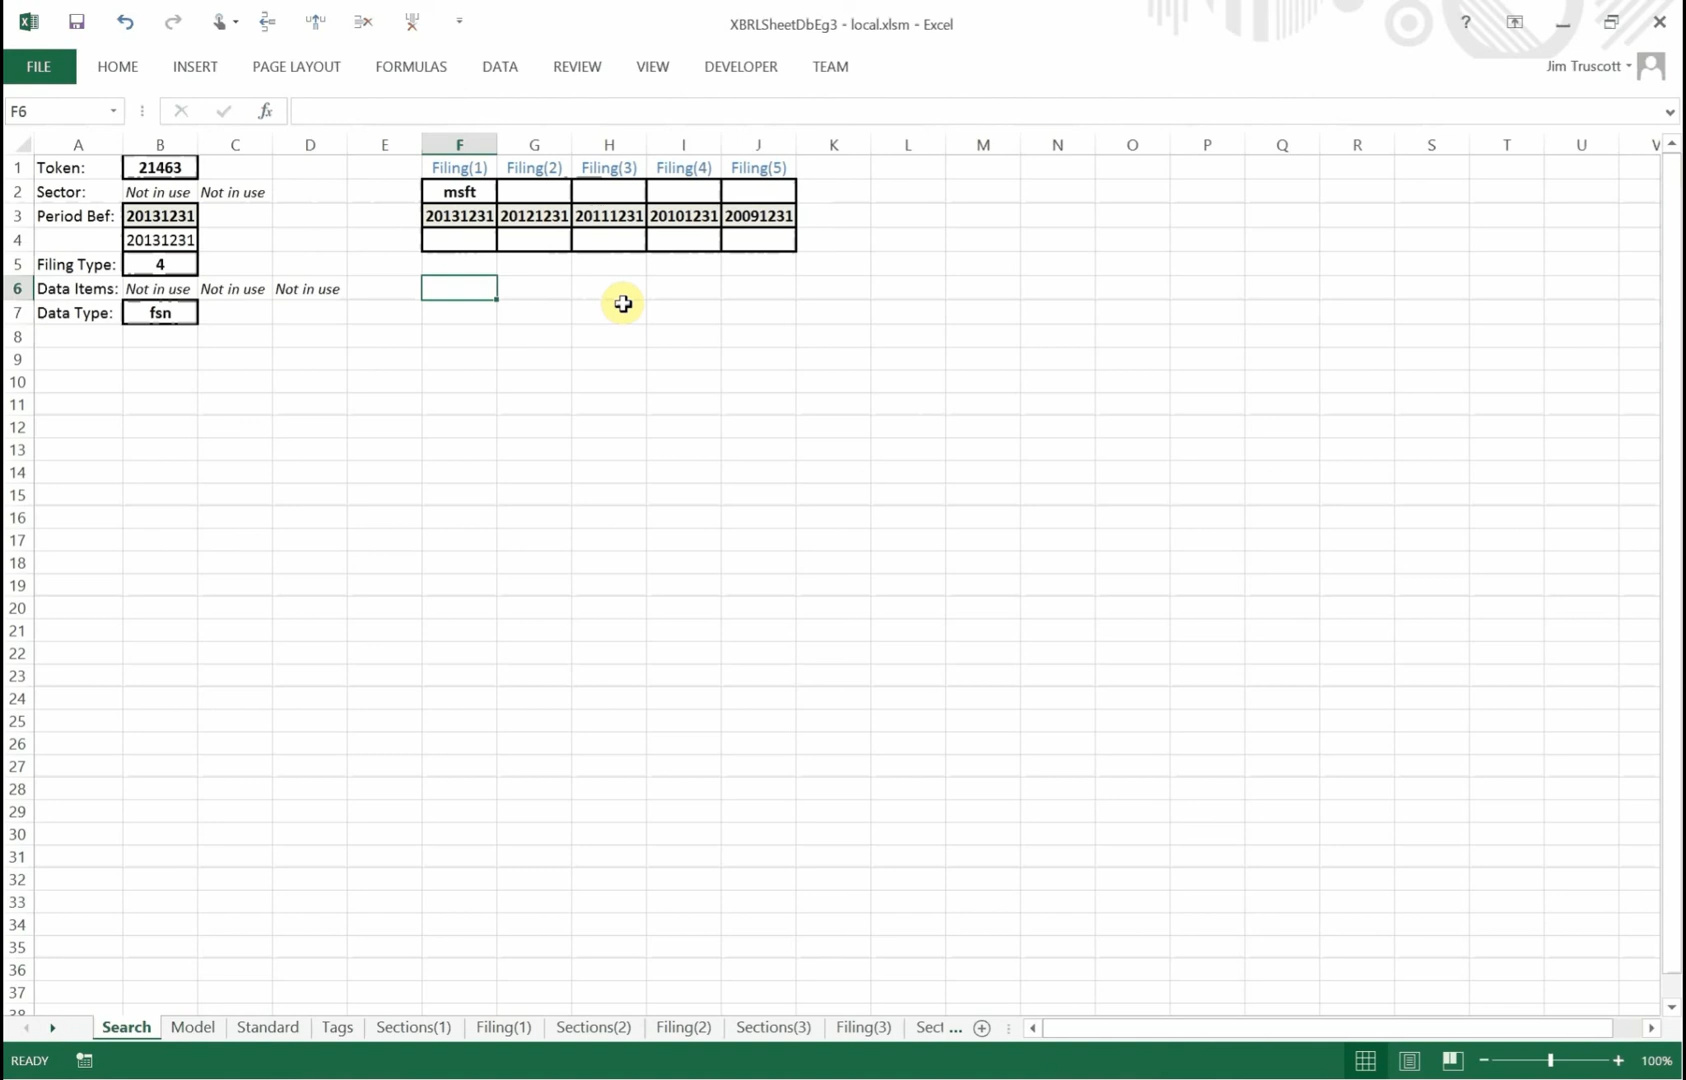 XBRLSheetDbEg3 - local.xlsm - Excel
?
FILE HOME INSERT PAGE LAYOUT FORMULAS DATA REVIEW VIEW DEVELOPER TEAM Jim Truscott
F6 fx
A B C D E F G H I J K L M N O P Q R S T U V
1 Token: 21463 Filing(1) Filing(2) Filing(3) Filing(4) Filing(5)
2 Sector: Not in use Not in use msft
3 Period Bef: 20131231 20131231 20121231 20111231 20101231 20091231
4 20131231
5 Filing Type: 4
6 Data Items: Not in use Not in use Not in use
7 Data Type: fsn
8
9
10
11
12
13
14
15
16
17
18
19
20
21
22
23
24
25
26
27
28
29
30
31
32
33
34
35
36
37
38
Search Model Standard Tags Sections(1) Filing(1) Sections(2) Filing(2) Sections(3) Filing(3) Sect ...
READY 100%